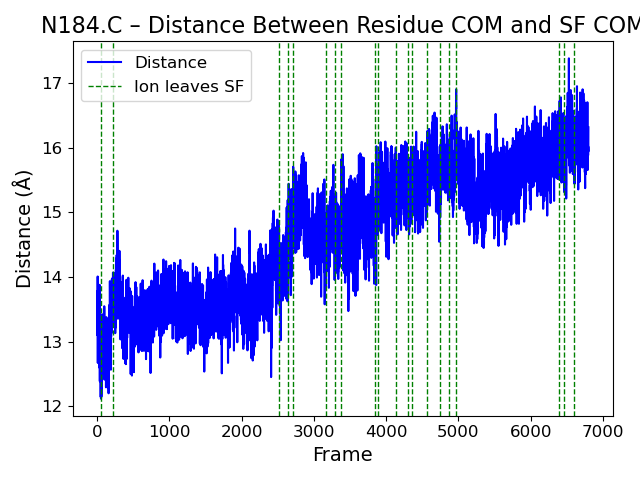 N184.C – Distance Between Residue COM and SF COM
Distance
Ion leaves SF
17
16
15
14
13
12
Distance (Å)
0 1000 2000 3000 4000 5000 6000 7000
Frame